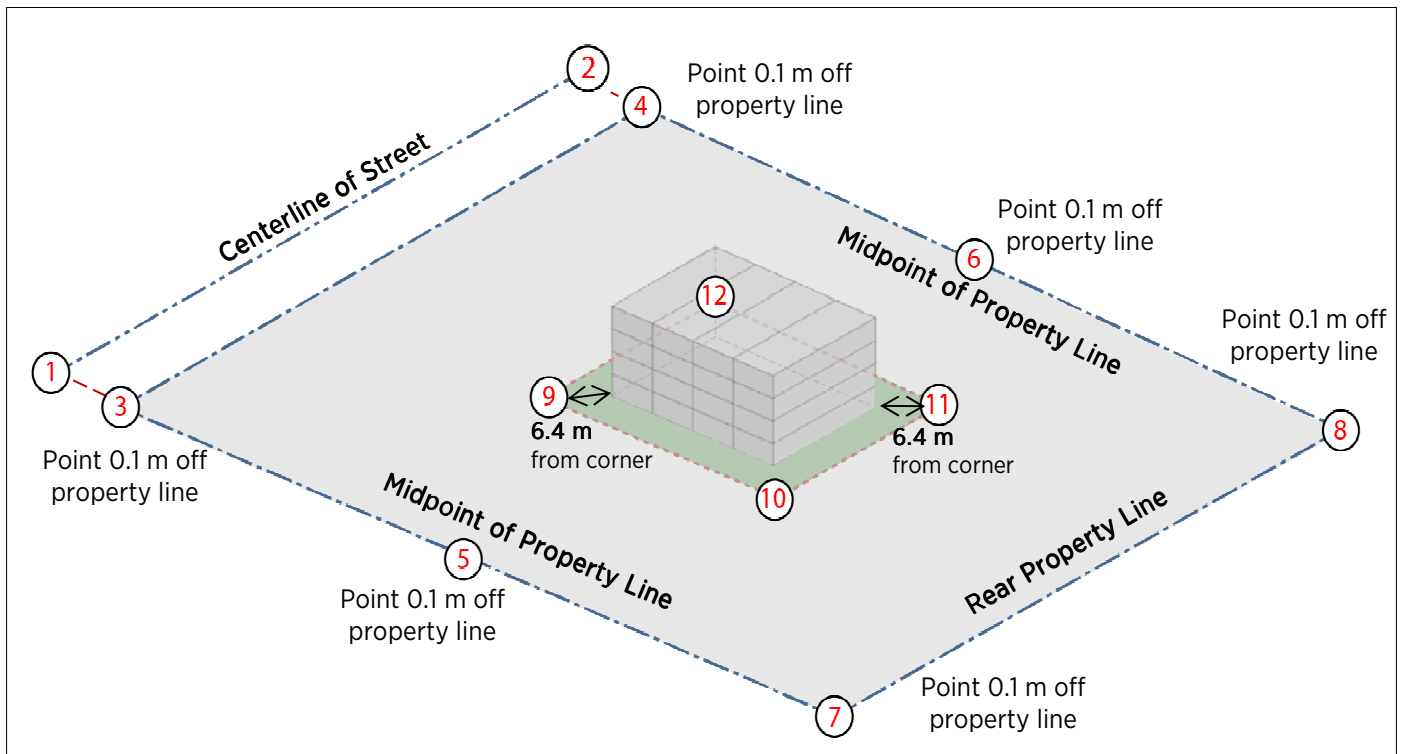 2
4
Point 0.1 m off
property line
Centerline of Street
Point 0.1 m off
property line
6
Midpoint of Property Line
12
Point 0.1 m off
property line
1
3
9
6.4 m
from corner
11
6.4 m
from corner
8
Point 0.1 m off
property line
10
Midpoint of Property Line
5
Point 0.1 m off
property line
Rear Property Line
7
Point 0.1 m off
property line